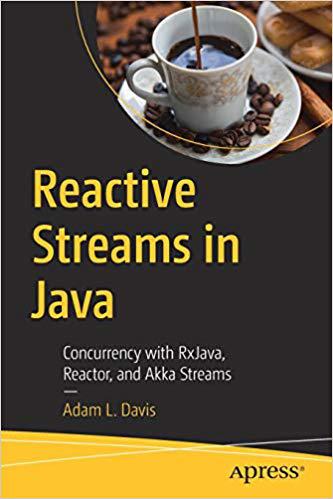 Reactive
Streams in
Java
Concurrency with RxJava,
Reactor, and Akka Streams
—
Adam L. Davis
Apress®